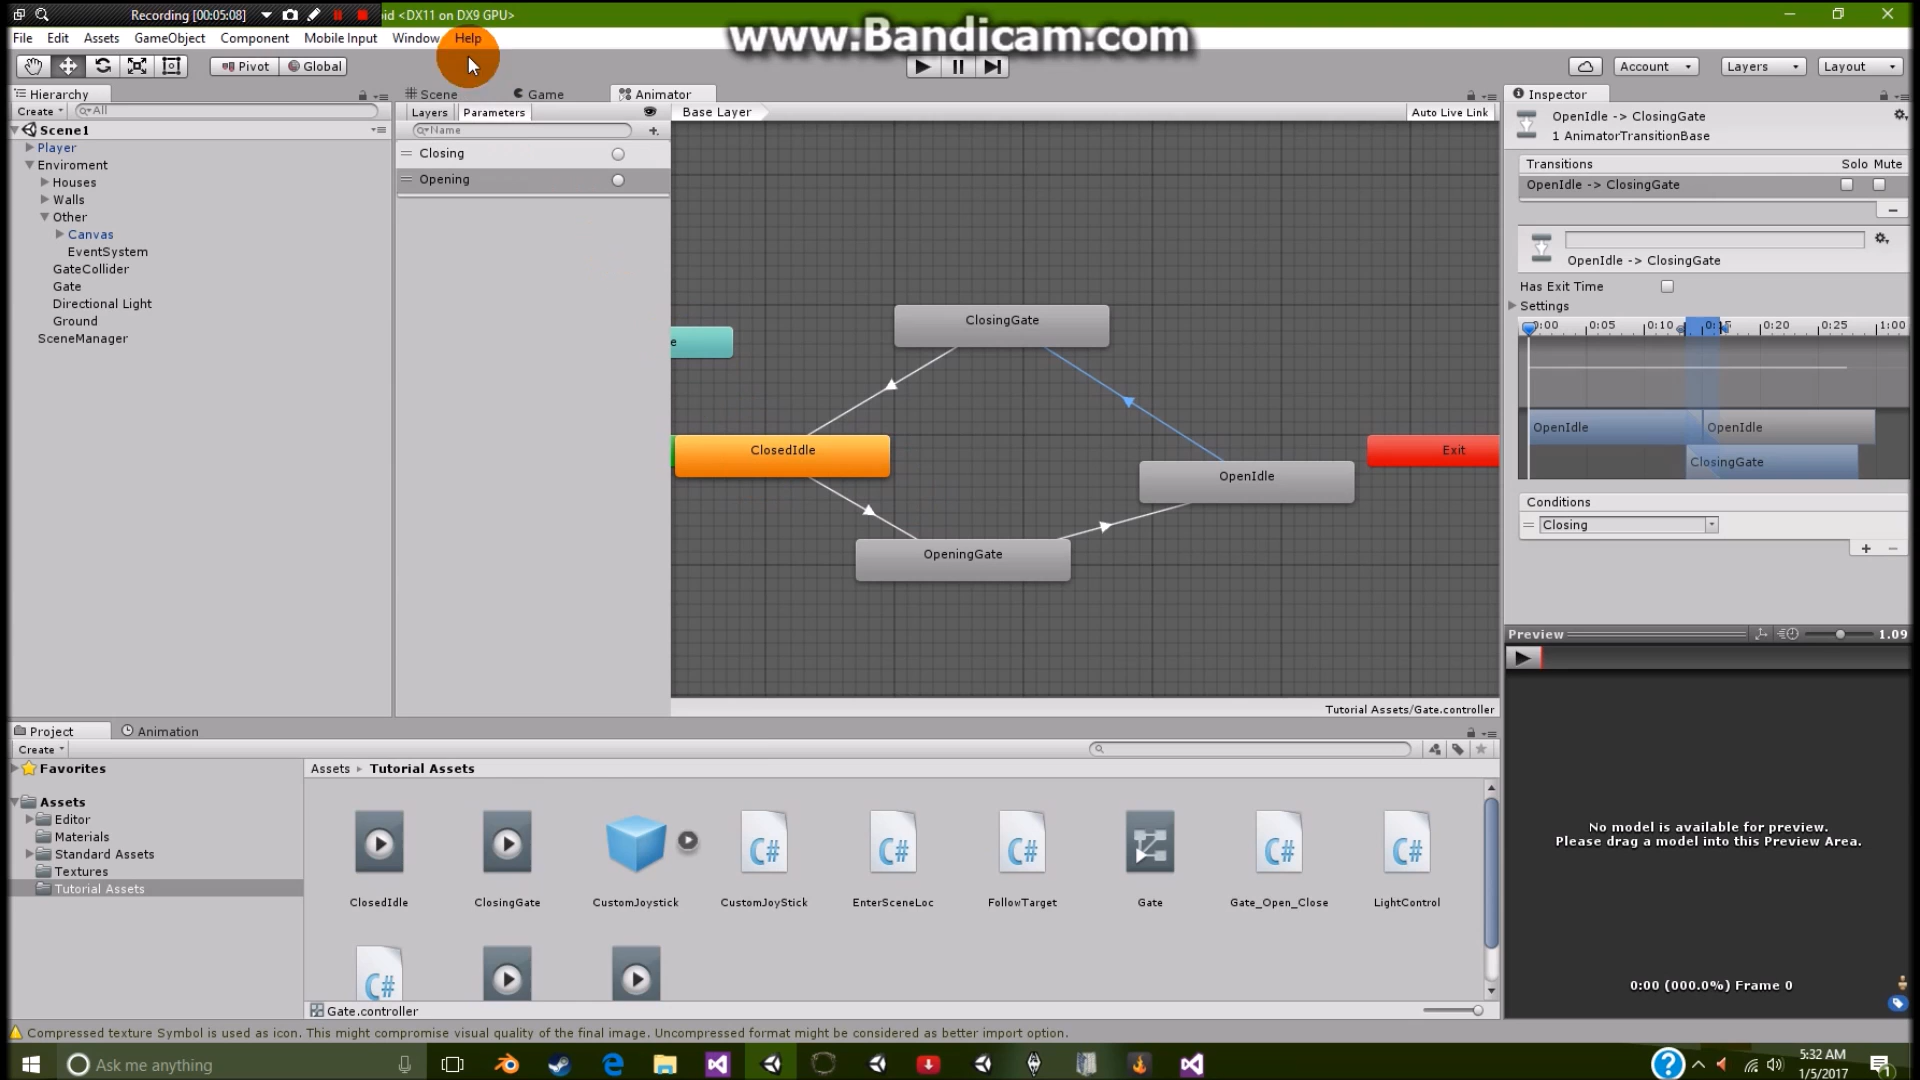 Recording [00:05:08]
oid <DX11 on DX9 GPU>
www.Bandicam.com
File Edit Assets GameObject Component Mobile Input Window Help
Pivot Global Account Layers Layout
Hierarchy
Create All
Scene1
Player
Enviroment
Houses
Walls
Other
Canvas
EventSystem
GateCollider
Gate
Directional Light
Ground
SceneManager
Scene Game Animator
Layers Parameters Base Layer Auto Live Link
Name
Closing
Opening
e
ClosingGate
ClosedIdle
OpenIdle
OpeningGate
Exit
Tutorial Assets/Gate.controller
Inspector
OpenIdle -> ClosingGate
1 AnimatorTransitionBase
Transitions Solo Mute
OpenIdle -> ClosingGate
OpenIdle -> ClosingGate
Has Exit Time
Settings
0:00 0:05 0:10 0:15 0:20 0:25 1:00
OpenIdle OpenIdle
ClosingGate
Conditions
Closing
Preview 1.09
No model is available for preview.
Please drag a model into this Preview Area.
0:00 (000.0%) Frame 0
Project Animation
Create
Favorites
Assets
Editor
Materials
Standard Assets
Textures
Tutorial Assets
Assets Tutorial Assets
C# C# C# C# C#
ClosedIdle ClosingGate CustomJoystick CustomJoyStick EnterSceneLoc FollowTarget Gate Gate_Open_Close LightControl
C#
Gate.controller
Compressed texture Symbol is used as icon. This might compromise visual quality of the final image. Uncompressed format might be considered as better import option.
Ask me anything
5:32 AM
1/5/2017
1